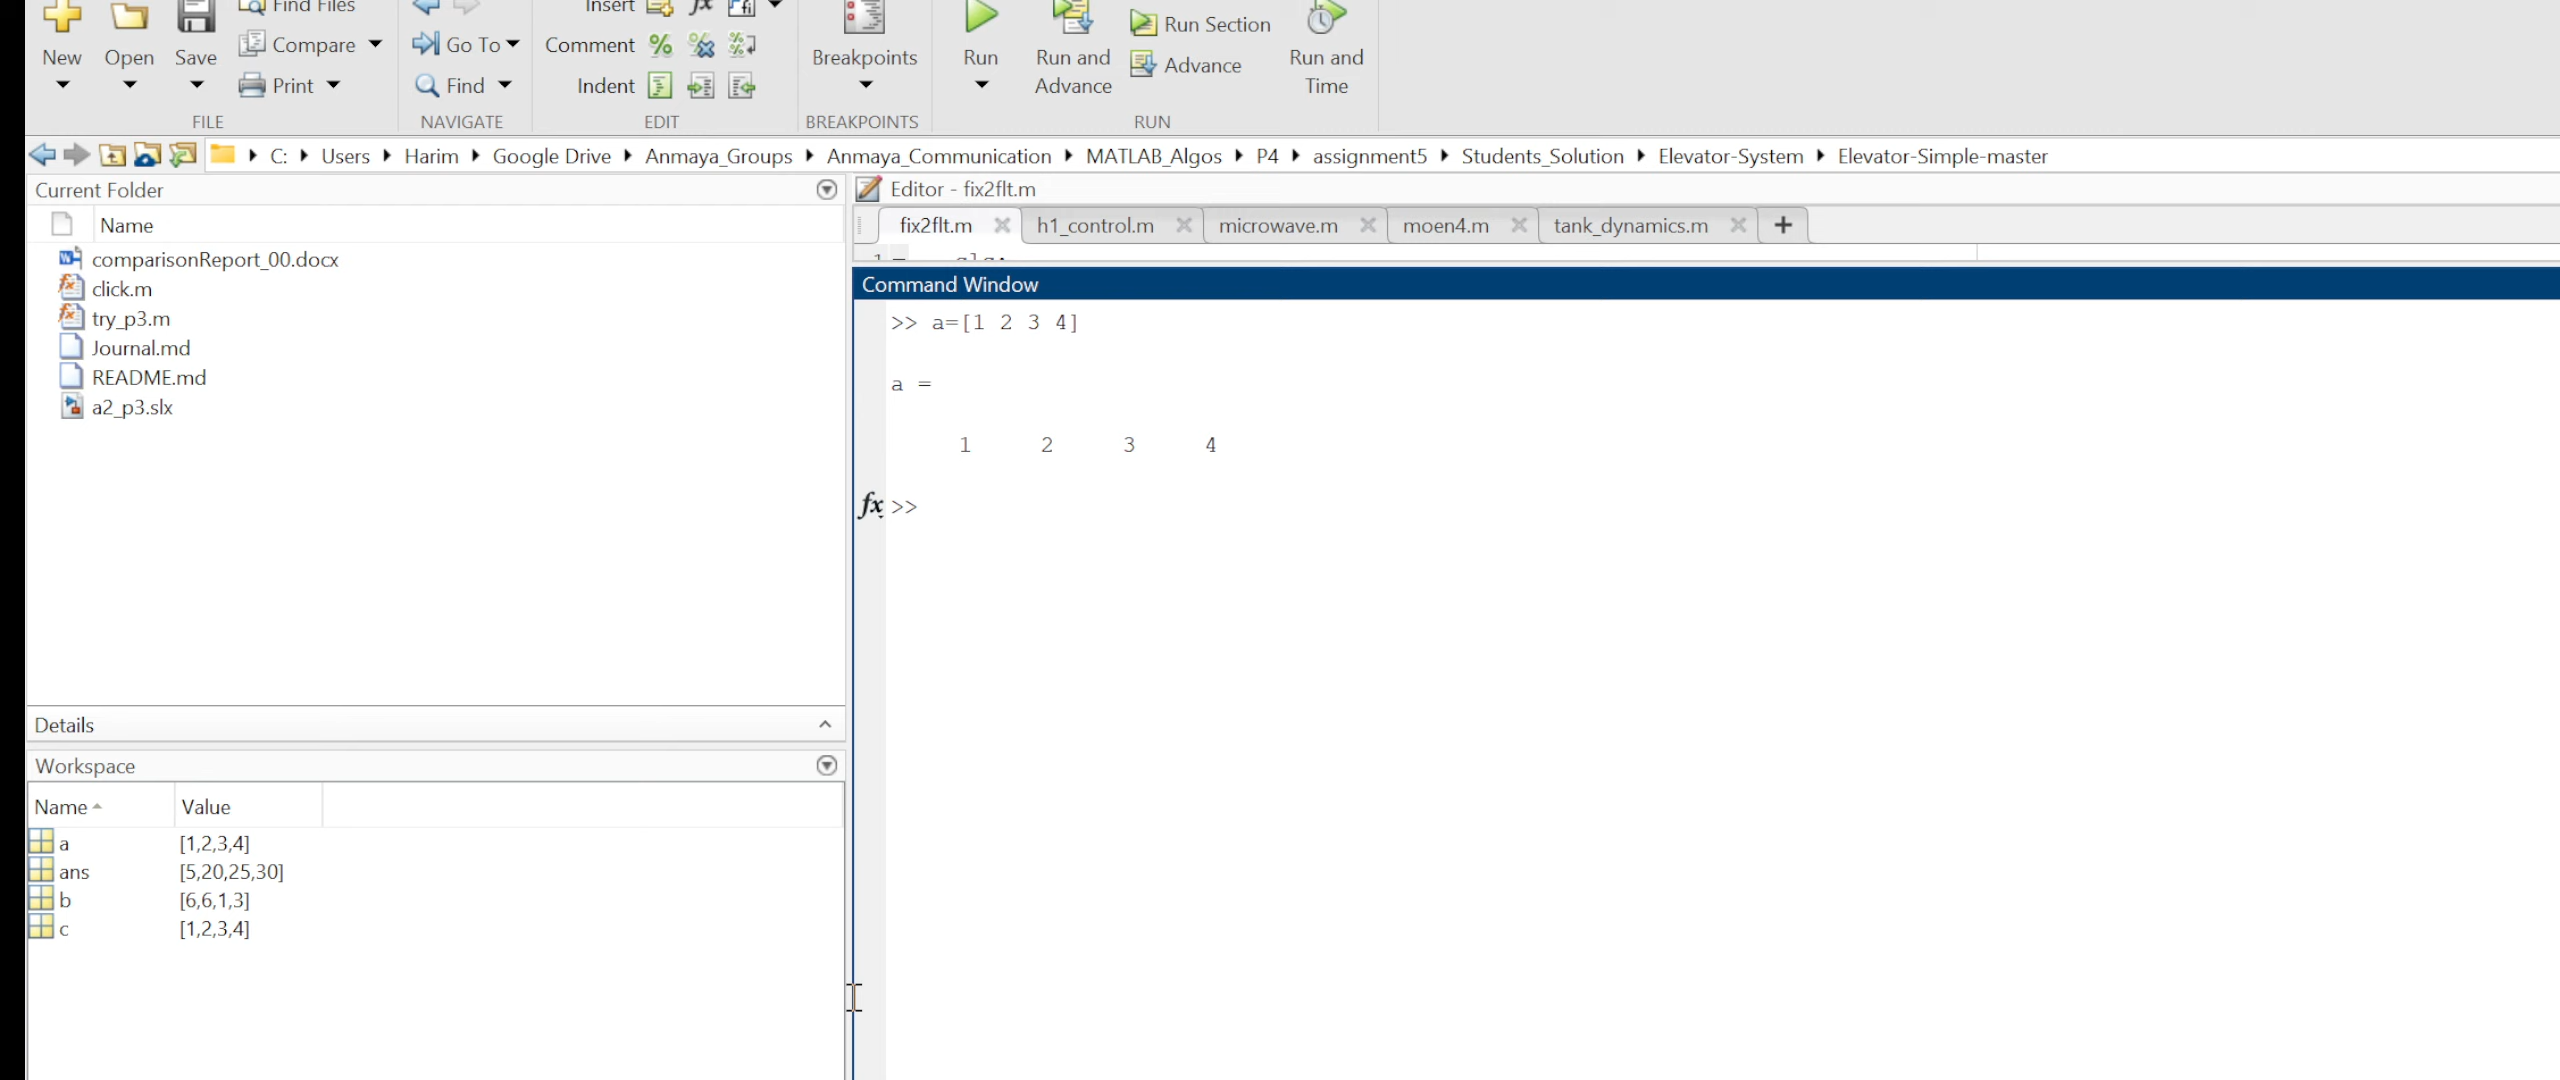 Find Files
Insert
New
Open
Save
Compare
Print
Go To
Find
Comment
Indent
Breakpoints
Run
Run and
Advance
Run Section
Advance
Run and
Time
FILE
NAVIGATE
EDIT
BREAKPOINTS
RUN
C: Users Harim Google Drive Anmaya_Groups Anmaya_Communication MATLAB_Algos P4 assignment5 Students_Solution Elevator-System Elevator-Simple-master
Current Folder
Name
comparisonReport_00.docx
click.m
try_p3.m
Journal.md
README.md
a2_p3.slx
Details
Workspace
Name Value
a [1,2,3,4]
ans [5,20,25,30]
b [6,6,1,3]
c [1,2,3,4]
Editor - fix2flt.m
fix2flt.m h1_control.m microwave.m moen4.m tank_dynamics.m +
Command Window
>> a=[1 2 3 4]
a =
1 2 3 4
fx >>